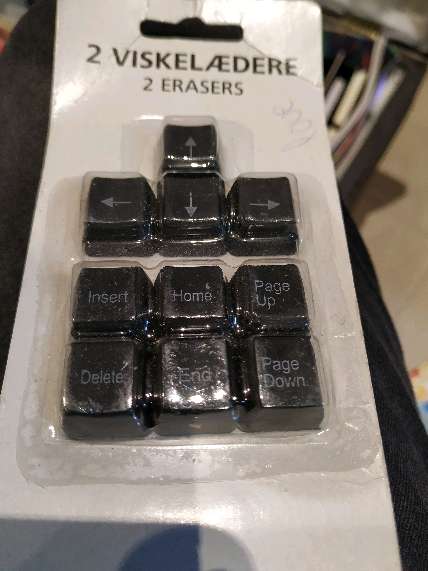 2 VISKELÆDERE
2 ERASERS
↑
← ↓ →
Insert Home Page Up
Delete End Page Down